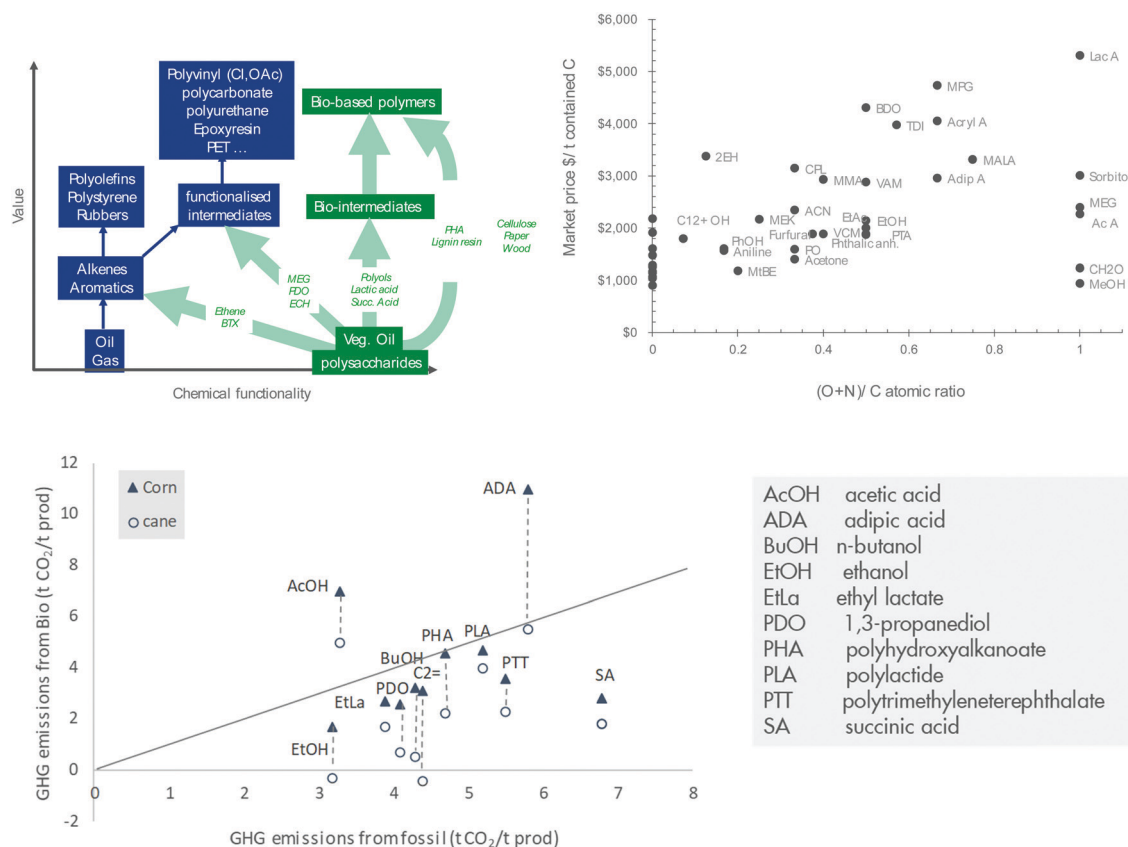 Value
Polyvinyl (Cl,OAc)
polycarbonate
polyurethane
Epoxyresin
PET ...
Bio-based polymers
Polyolefins
Polystyrene
Rubbers
functionalised
intermediates
Bio-intermediates
PHA
Lignin resin
Cellulose
Paper
Wood
Alkenes
Aromatics
MEG
PDO
ECH
Polyols
Lactic acid
Succ. Acid
Ethene
BTX
Oil
Gas
Veg. Oil
polysaccharides
Chemical functionality
Market price $/ t contained C
$6,000
$5,000
$4,000
$3,000
$2,000
$1,000
$0
Lac A
MPG
BDO
TDI
Acryl A
2EH
MALA
CPL
MMA
VAM
Adip A
Sorbito
MEG
Ac A
ACN
MEK
EtAc
EtOH
C12+ OH
Furfural
VCM
PTA
PhOH
Aniline
PO
Phthalic anh.
Acetone
MtBE
CH2O
MeOH
0
0.2
0.4
0.6
0.8
1
(O+N)/ C atomic ratio
GHG emissions from Bio (t CO₂/t prod)
12
10
8
6
4
2
0
-2
Corn
cane
ADA
AcOH
PHA
PLA
BuOH
C2=
PTT
PDO
EtLa
SA
EtOH
0
1
2
3
4
5
6
7
8
GHG emissions from fossil (t CO₂/t prod)
AcOH acetic acid
ADA adipic acid
BuOH n-butanol
EtOH ethanol
EtLa ethyl lactate
PDO 1,3-propanediol
PHA polyhydroxyalkanoate
PLA polylactide
PTT polytrimethyleneterephthalate
SA succinic acid